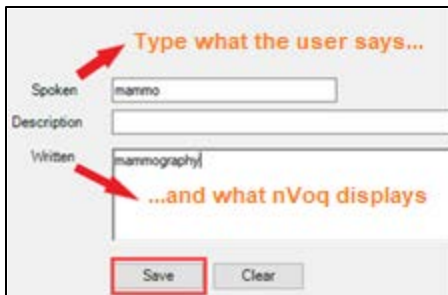 Type what the user says...
Spoken mammo
Description
Written mammography
...and what nVoq displays
Save Clear